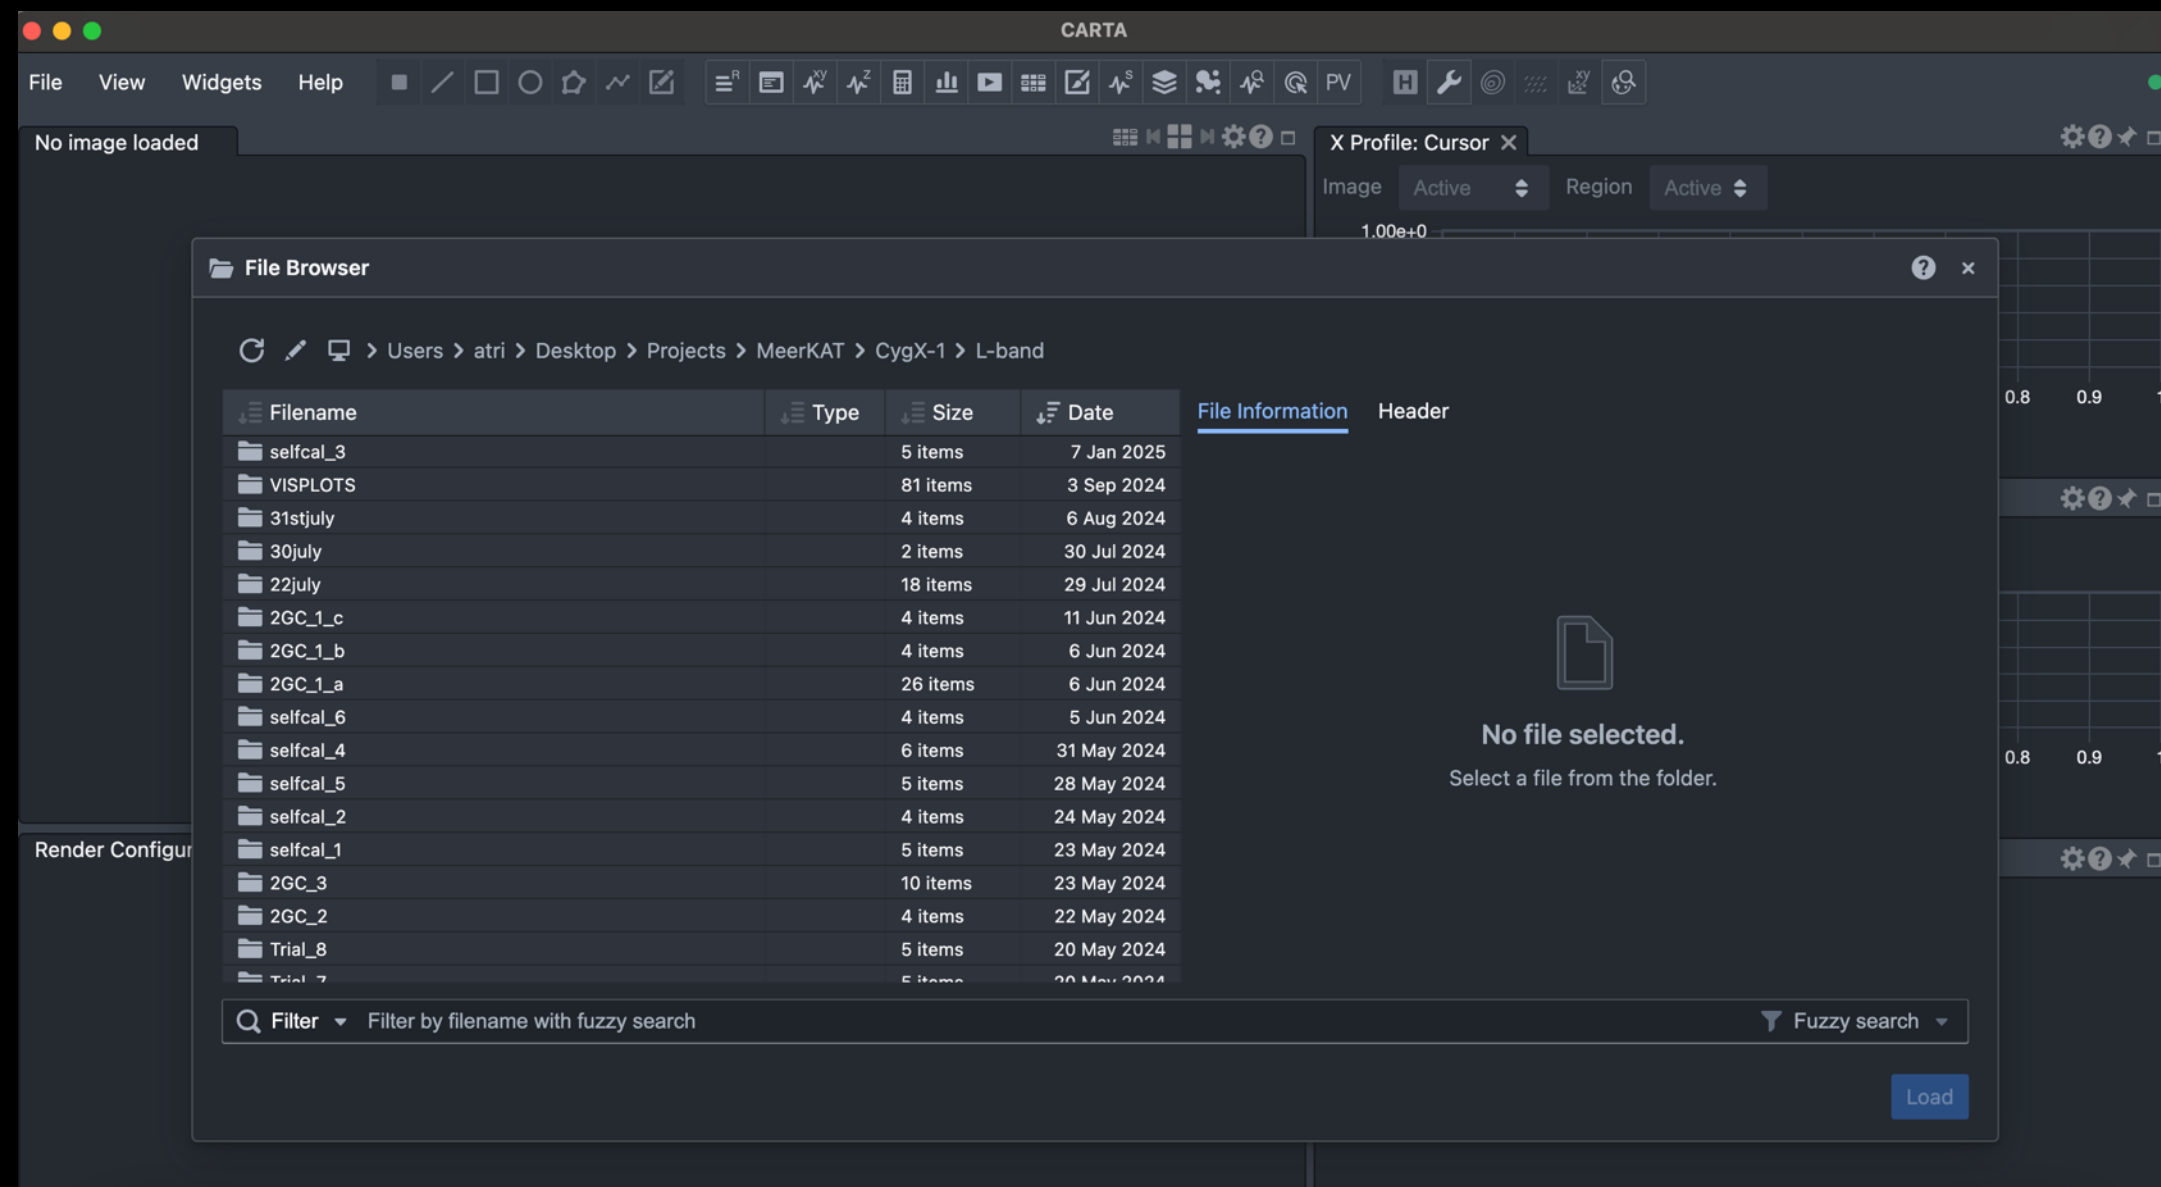 CARTA
File View Widgets Help PV
No image loaded
X Profile: Cursor
Image Active Region Active
1.00e+0
File Browser
Users > atri > Desktop > Projects > MeerKAT > CygX-1 > L-band
Filename Type Size Date
File Information Header
0.8 0.9
selfcal_3 5 items 7 Jan 2025
VISPLOTS 81 items 3 Sep 2024
31stjuly 4 items 6 Aug 2024
30july 2 items 30 Jul 2024
22july 18 items 29 Jul 2024
2GC_1_c 4 items 11 Jun 2024
2GC_1_b 4 items 6 Jun 2024
2GC_1_a 26 items 6 Jun 2024
selfcal_6 4 items 5 Jun 2024
selfcal_4 6 items 31 May 2024
selfcal_5 5 items 28 May 2024
selfcal_2 4 items 24 May 2024
selfcal_1 5 items 23 May 2024
2GC_3 10 items 23 May 2024
2GC_2 4 items 22 May 2024
Trial_8 5 items 20 May 2024
Trial_7 5 items 20 May 2024
No file selected.
Select a file from the folder.
0.8 0.9
Render Configur
Filter Filter by filename with fuzzy search Fuzzy search
Load